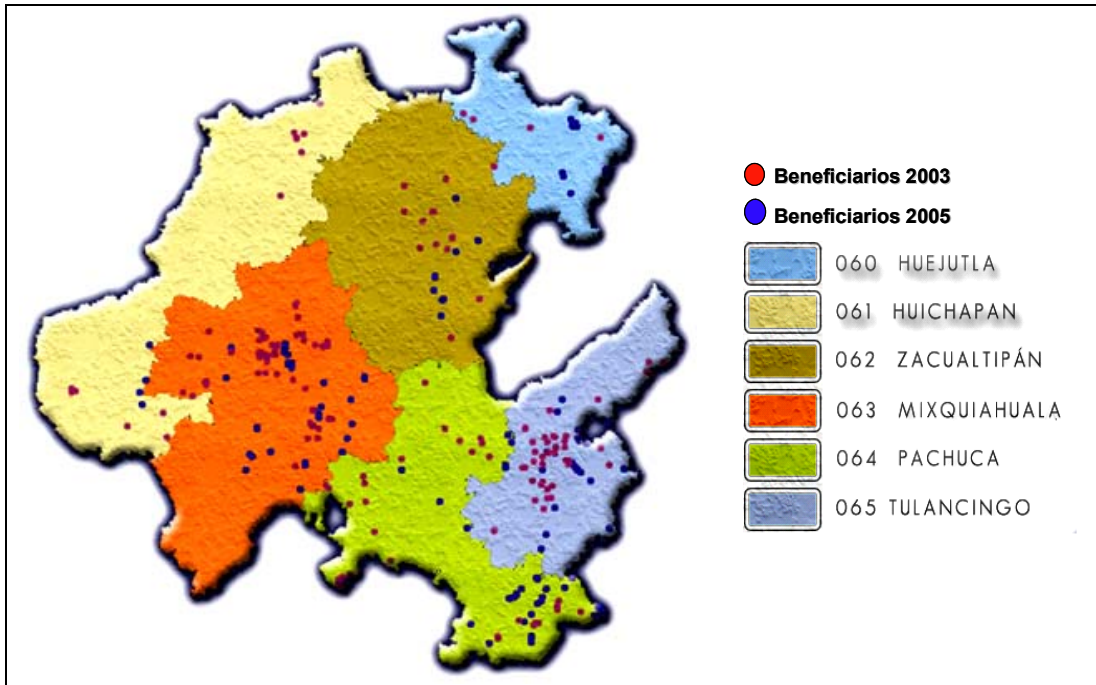 Beneficiarios 2003
Beneficiarios 2005
060 HUEJUTLA
061 HUICHAPAN
062 ZACUALTIPÁN
063 MIXQUIAHUALA
064 PACHUCA
065 TULANCINGO